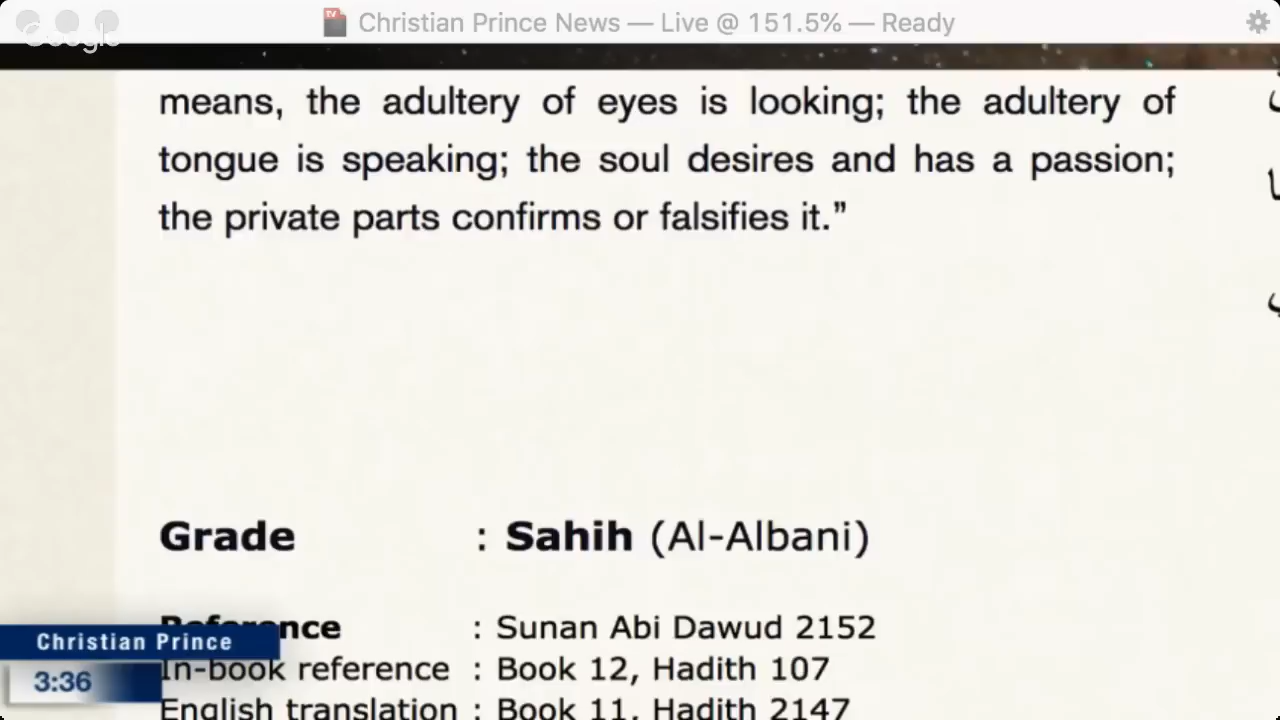 Christian Prince News — Live @ 151.5% — Ready
Google
means, the adultery of eyes is looking; the adultery of
tongue is speaking; the soul desires and has a passion;
the private parts confirms or falsifies it.”
Grade : Sahih (Al-Albani)
Reference : Sunan Abi Dawud 2152
In-book reference : Book 12, Hadith 107
English translation : Book 11, Hadith 2147
Christian Prince
3:36